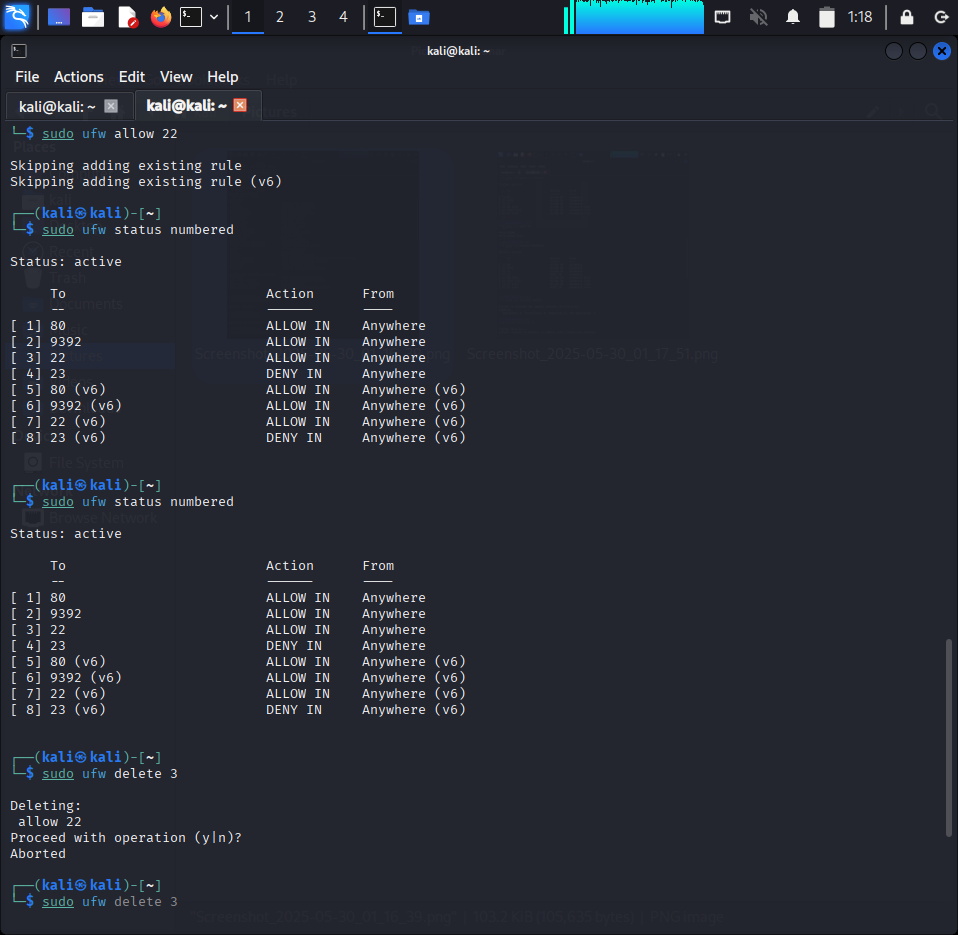 1 2 3 4 1:18
kali@kali: ~
File Actions Edit View Help
kali@kali: ~ kali@kali: ~
└─$ sudo ufw allow 22
Skipping adding existing rule
Skipping adding existing rule (v6)
┌──(kali㉿kali)-[~]
└─$ sudo ufw status numbered
Status: active
To Action From
-- ------ ----
[ 1] 80 ALLOW IN Anywhere
[ 2] 9392 ALLOW IN Anywhere
[ 3] 22 ALLOW IN Anywhere
[ 4] 23 DENY IN Anywhere
[ 5] 80 (v6) ALLOW IN Anywhere (v6)
[ 6] 9392 (v6) ALLOW IN Anywhere (v6)
[ 7] 22 (v6) ALLOW IN Anywhere (v6)
[ 8] 23 (v6) DENY IN Anywhere (v6)
┌──(kali㉿kali)-[~]
└─$ sudo ufw status numbered
Status: active
To Action From
-- ------ ----
[ 1] 80 ALLOW IN Anywhere
[ 2] 9392 ALLOW IN Anywhere
[ 3] 22 ALLOW IN Anywhere
[ 4] 23 DENY IN Anywhere
[ 5] 80 (v6) ALLOW IN Anywhere (v6)
[ 6] 9392 (v6) ALLOW IN Anywhere (v6)
[ 7] 22 (v6) ALLOW IN Anywhere (v6)
[ 8] 23 (v6) DENY IN Anywhere (v6)
┌──(kali㉿kali)-[~]
└─$ sudo ufw delete 3
Deleting:
allow 22
Proceed with operation (y|n)?
Aborted
┌──(kali㉿kali)-[~]
└─$ sudo ufw delete 3